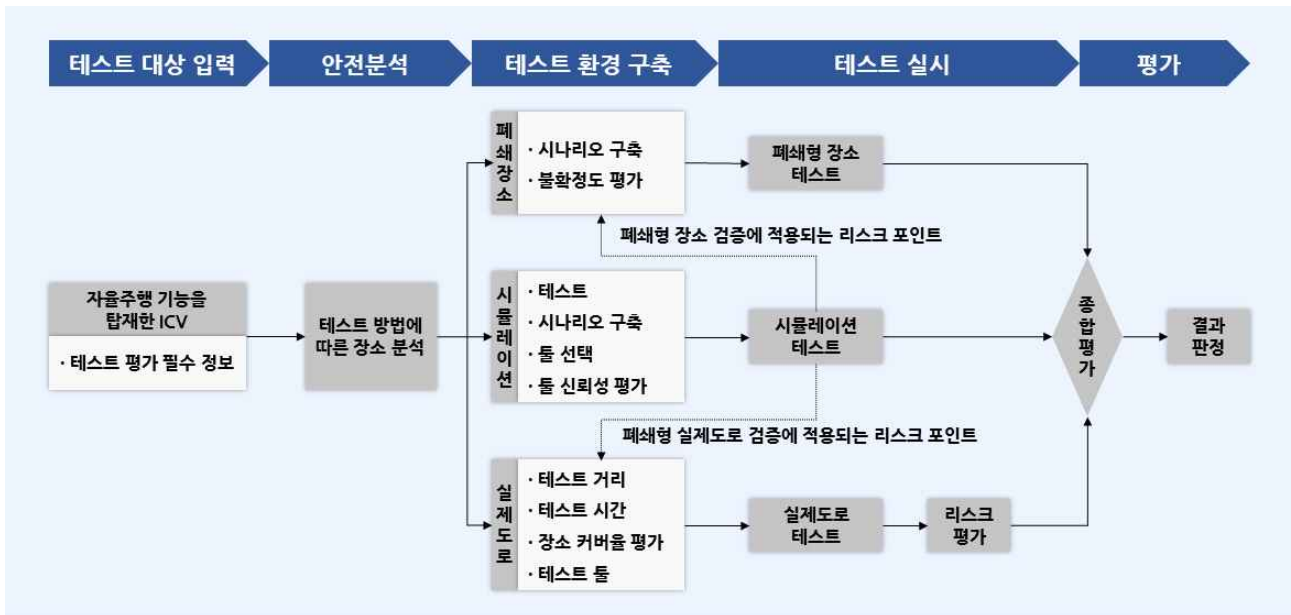 테스트 대상 입력
안전분석
테스트 환경 구축
테스트 실시
평가
폐쇄장소
· 시나리오 구축
· 불확정도 평가
폐쇄형 장소
테스트
폐쇄형 장소 검증에 적용되는 리스크 포인트
자율주행 기능을
탑재한 ICV
· 테스트 평가 필수 정보
테스트 방법에
따른 장소 분석
시뮬레이션
· 테스트
· 시나리오 구축
· 툴 선택
· 툴 신뢰성 평가
시뮬레이션
테스트
종합평가
결과
판정
폐쇄형 실제도로 검증에 적용되는 리스크 포인트
실제도로
· 테스트 거리
· 테스트 시간
· 장소 커버율 평가
· 테스트 툴
실제도로
테스트
리스크
평가